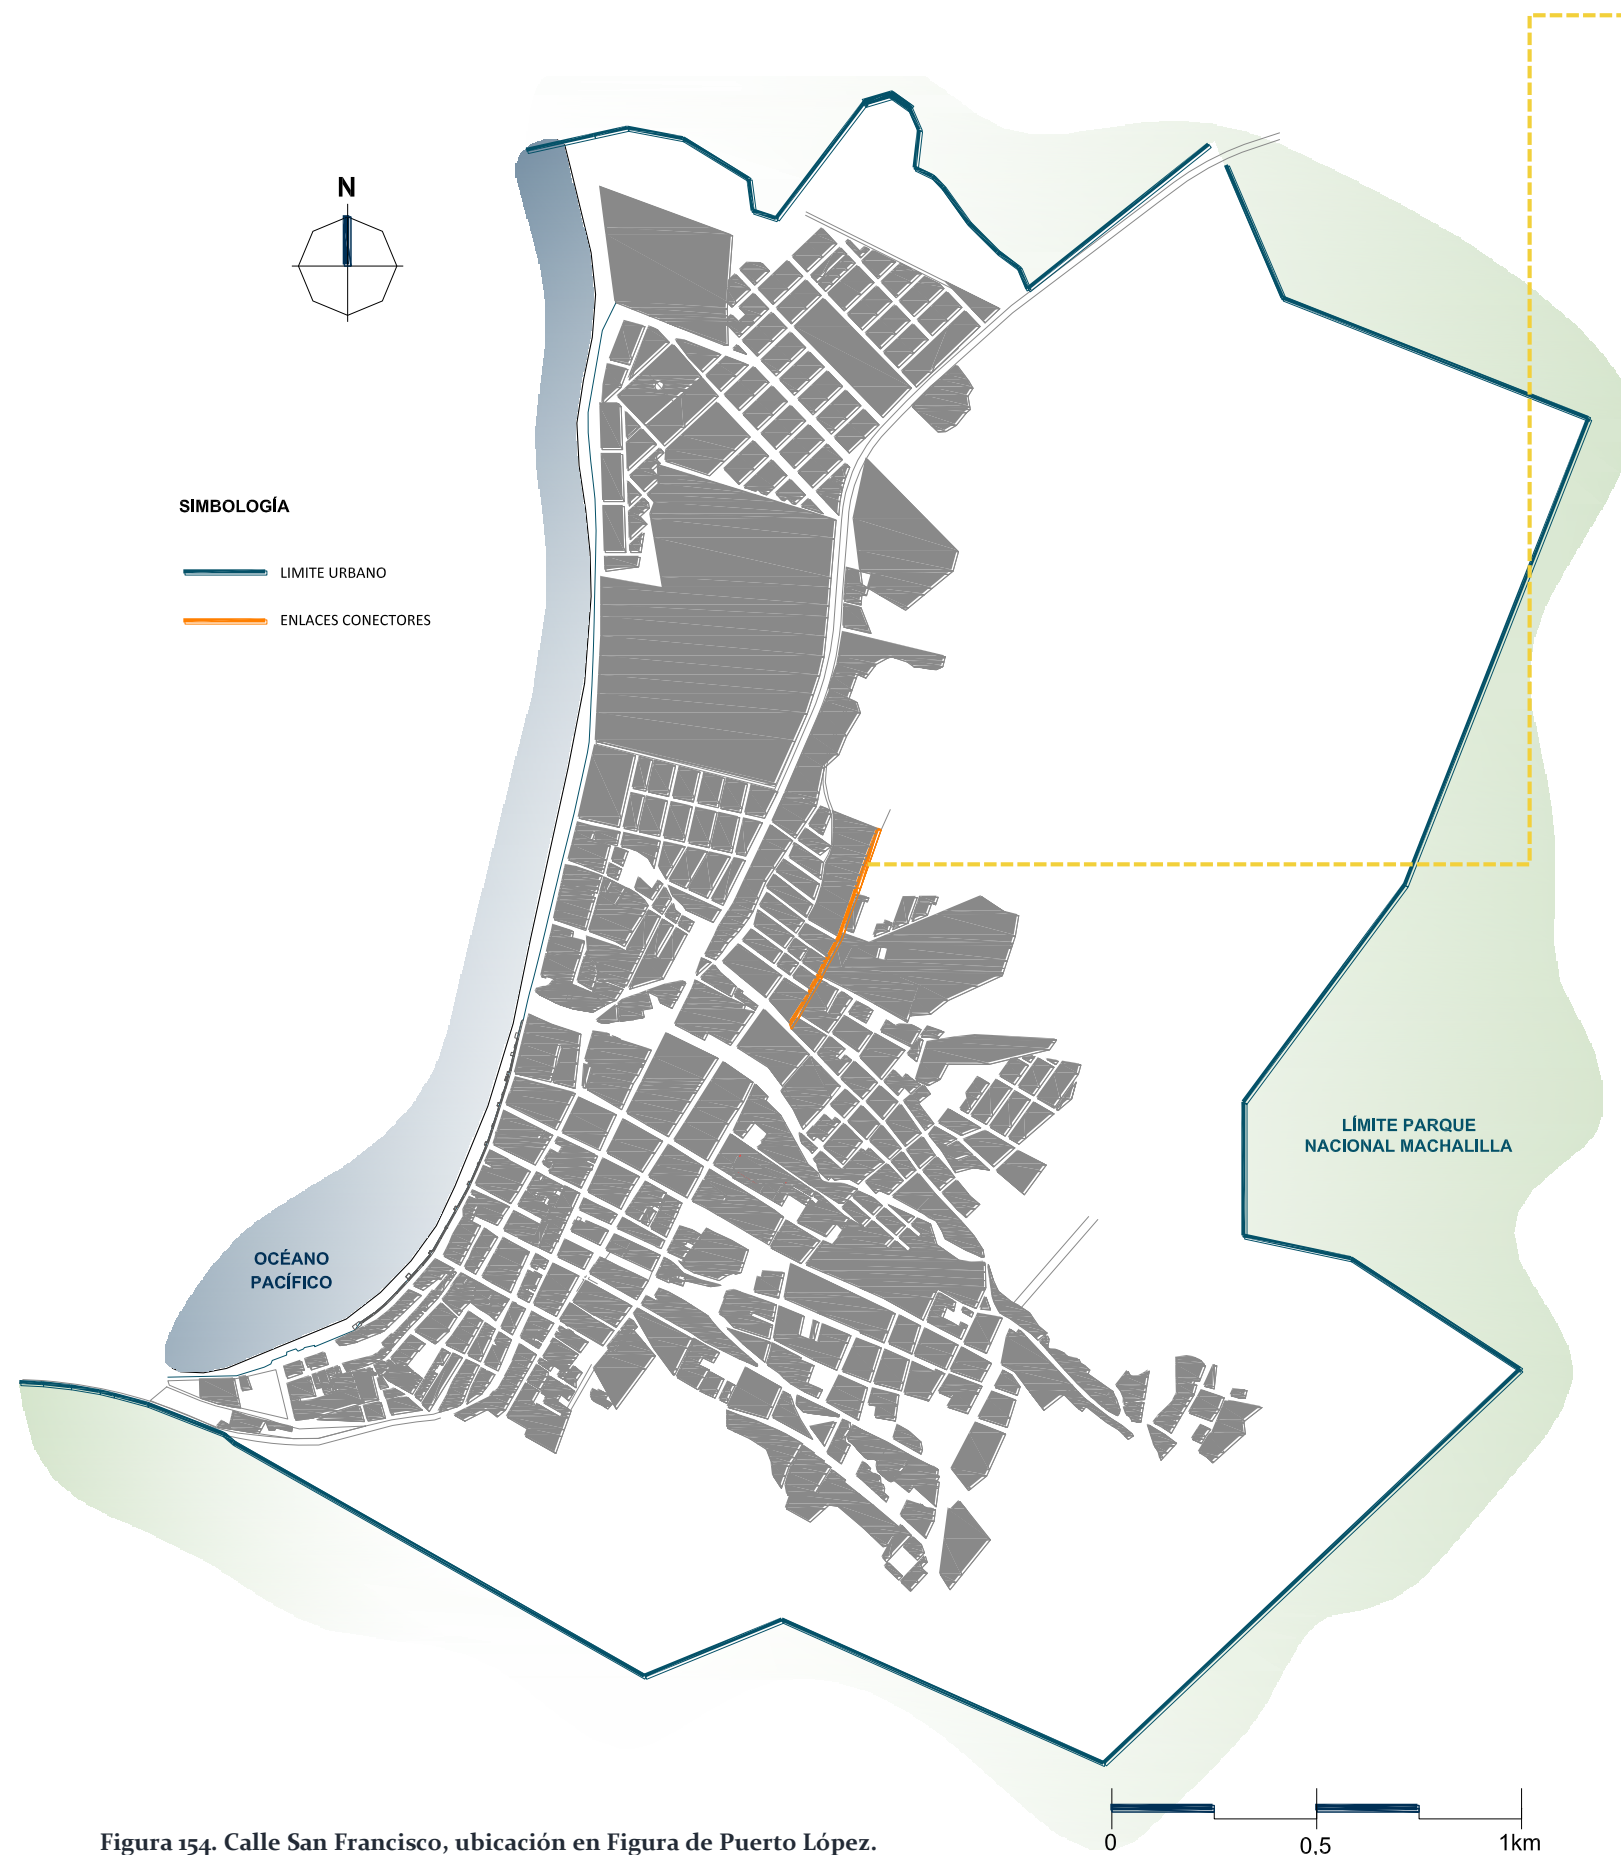 N
SIMBOLOGÍA
LIMITE URBANO
ENLACES CONECTORES
LÍMITE PARQUE
NACIONAL MACHALILLA
OCÉANO
PACÍFICO
0
0,5
1km
Figura 154. Calle San Francisco, ubicación en Figura de Puerto López.